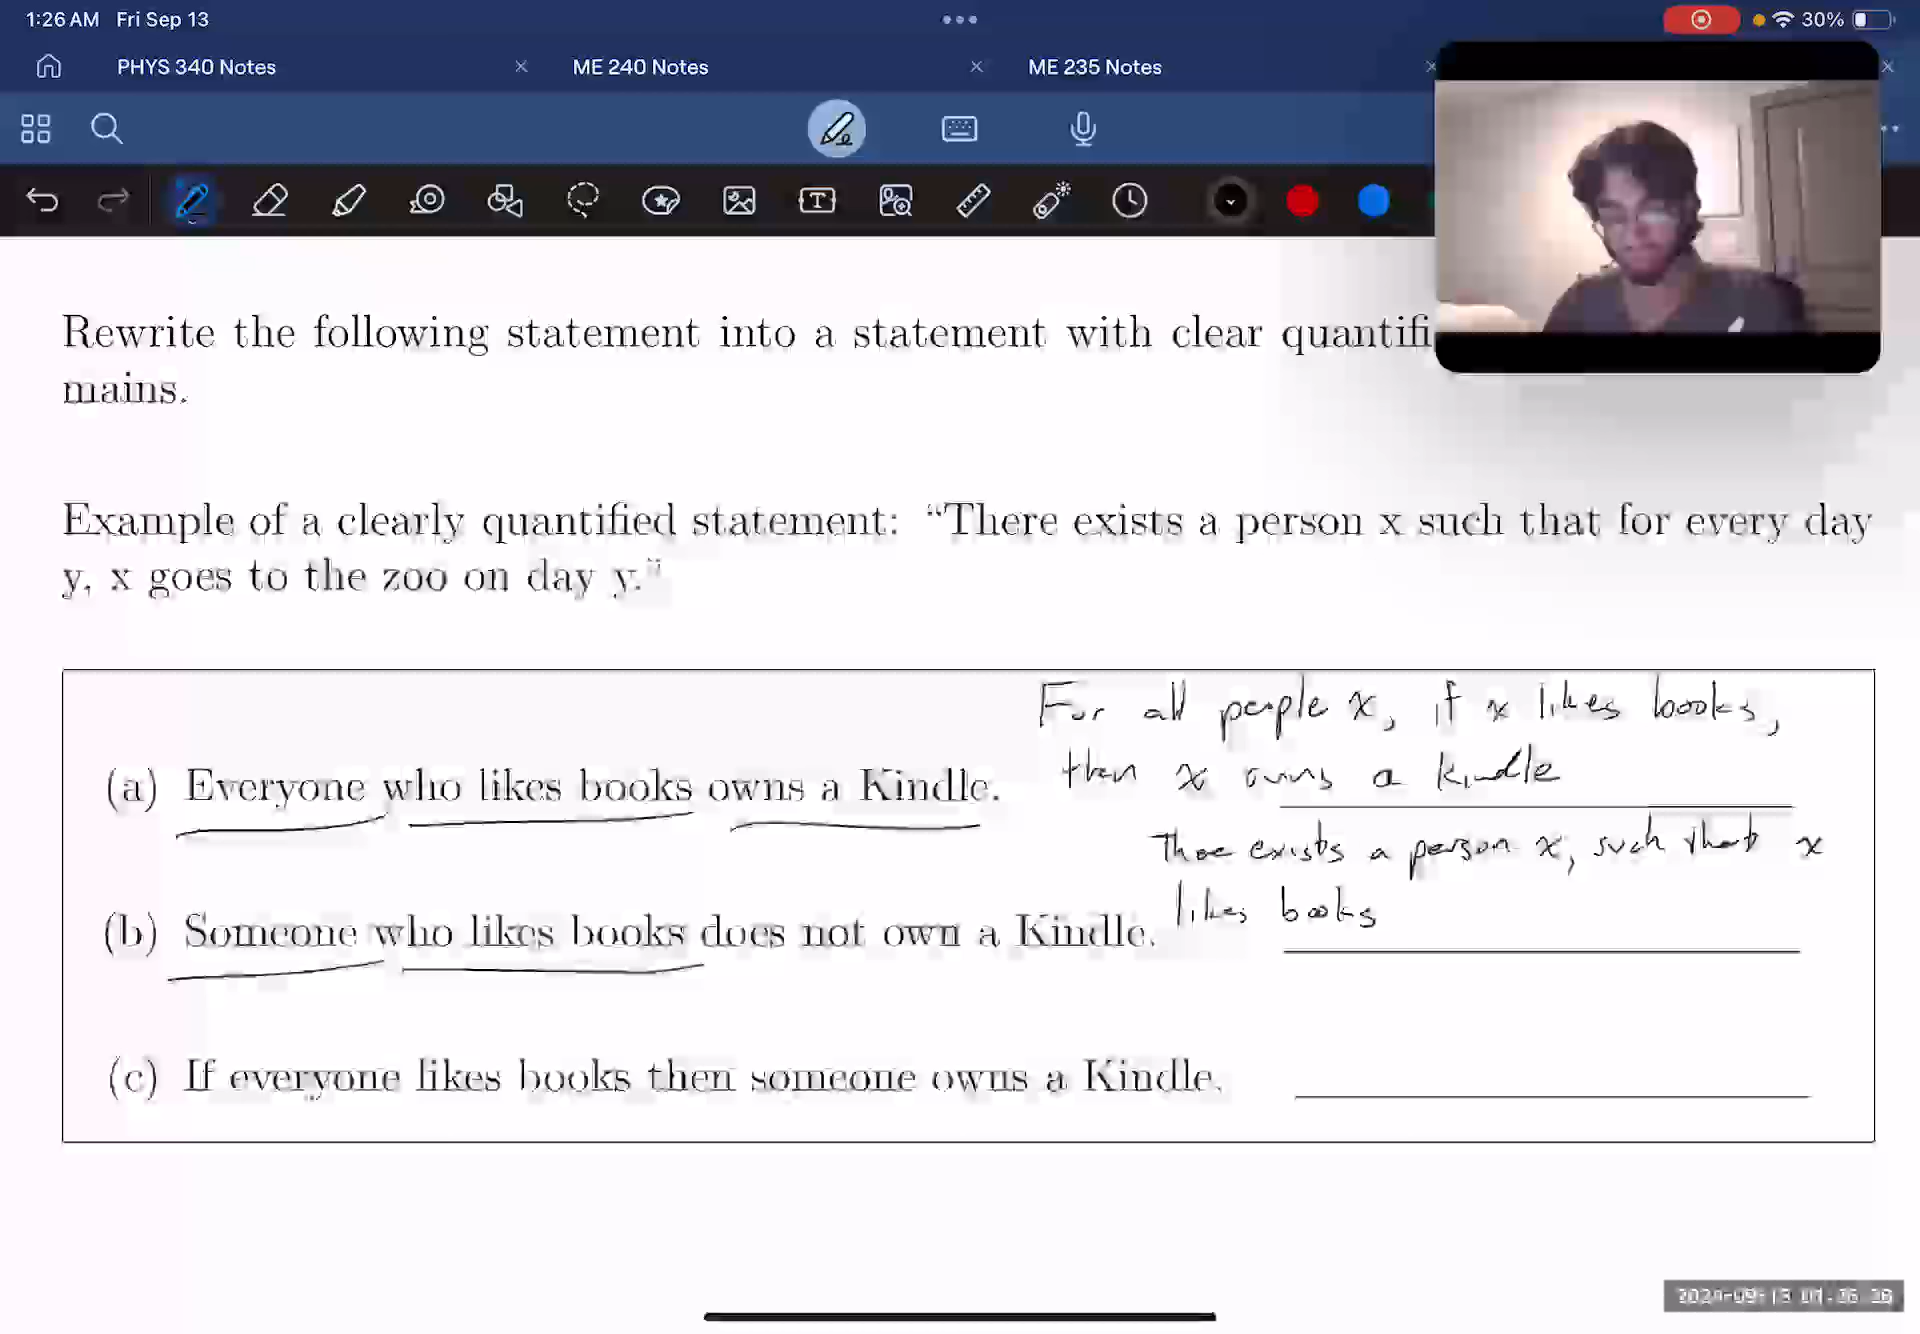 1:26 AM Fri Sep 13
30%
PHYS 340 Notes
ME 240 Notes
ME 235 Notes
Rewrite the following statement into a statement with clear quantifi
mains.
Example of a clearly quantified statement: “There exists a person x such that for every day
y, x goes to the zoo on day y.”
For all people x, if x likes books,
then x owns a kindle
(a) Everyone who likes books owns a Kindle.
There exists a person x, such that x
likes books
(b) Someone who likes books does not own a Kindle.
(c) If everyone likes books then someone owns a Kindle.